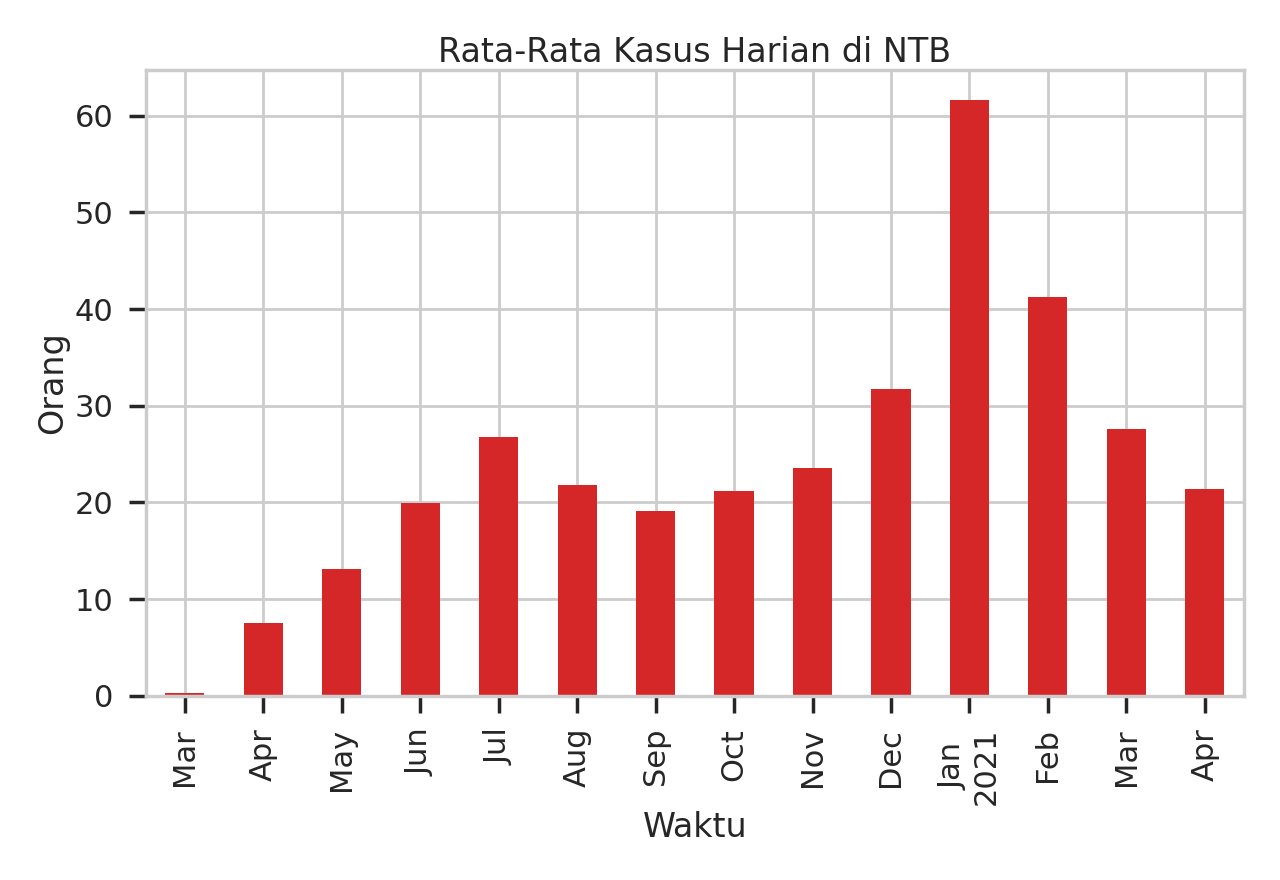 Rata-Rata Kasus Harian di NTB
Orang
60
50
40
30
20
10
0
Mar
Apr
May
Jun
Jul
Aug
Sep
Oct
Nov
Dec
Jan
2021
Feb
Mar
Apr
Waktu